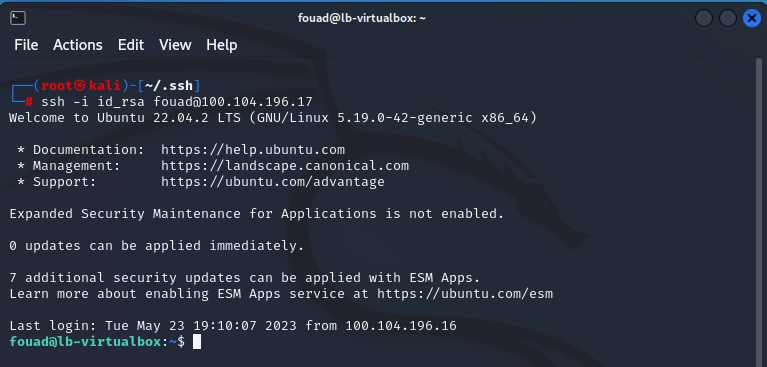 fouad@lb-virtualbox: ~
File Actions Edit View Help
┌──(root㉿kali)-[~/.ssh]
└─# ssh -i id_rsa fouad@100.104.196.17
Welcome to Ubuntu 22.04.2 LTS (GNU/Linux 5.19.0-42-generic x86_64)
* Documentation:  https://help.ubuntu.com
* Management:     https://landscape.canonical.com
* Support:        https://ubuntu.com/advantage
Expanded Security Maintenance for Applications is not enabled.
0 updates can be applied immediately.
7 additional security updates can be applied with ESM Apps.
Learn more about enabling ESM Apps service at https://ubuntu.com/esm
Last login: Tue May 23 19:10:07 2023 from 100.104.196.16
fouad@lb-virtualbox:~$